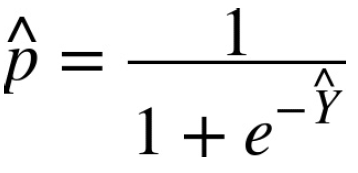 p̂ = 1 / (1 + e^{-Ŷ})